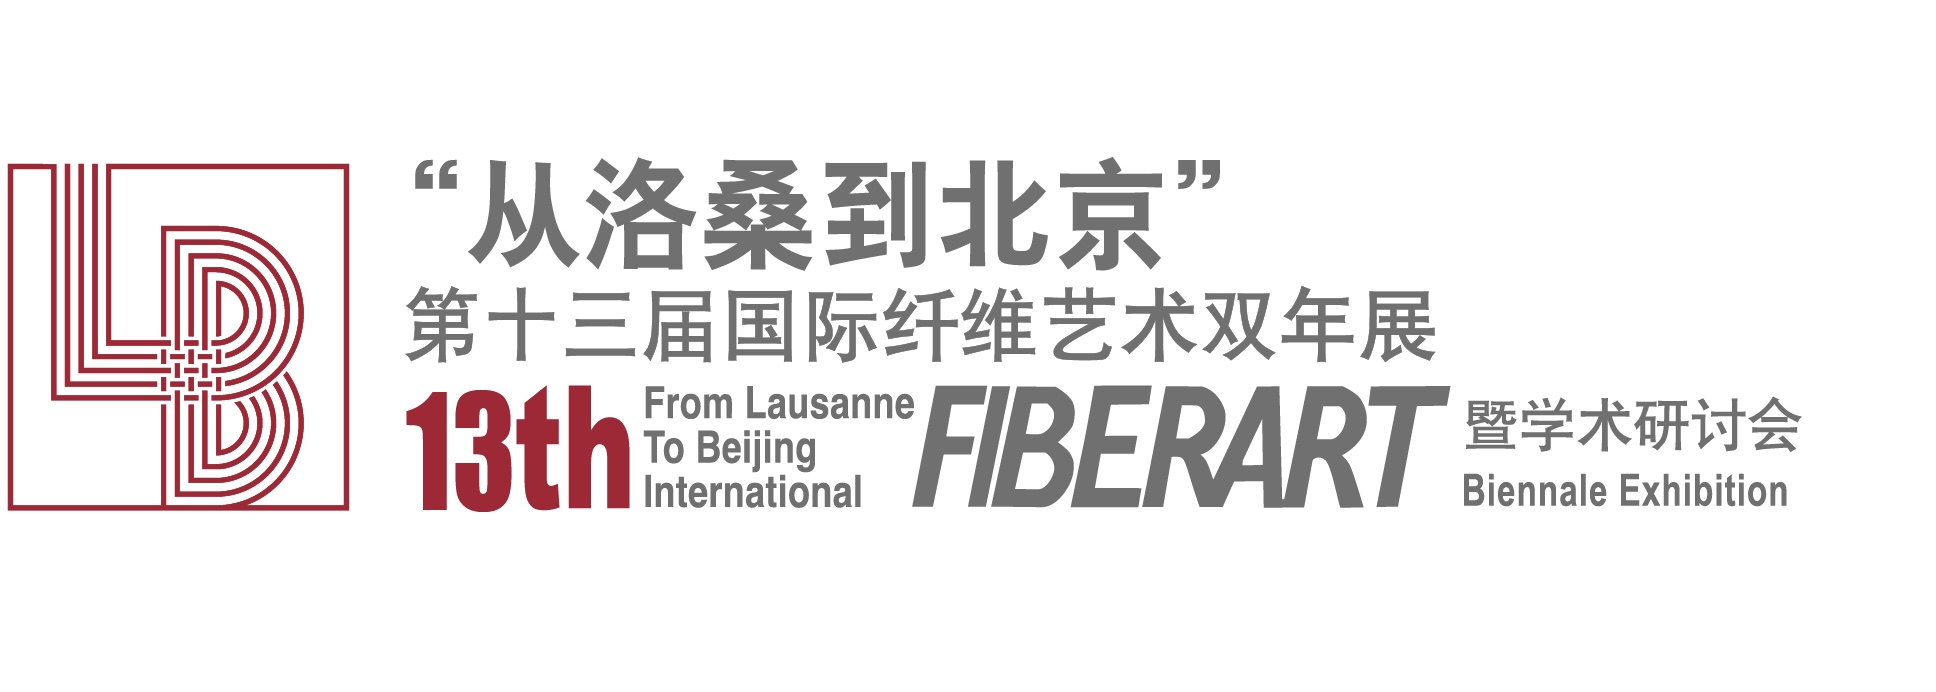 “从洛桑到北京”
第十三届国际纤维艺术双年展
13th From Lausanne To Beijing International FIBERART
暨学术研讨会
Biennale Exhibition